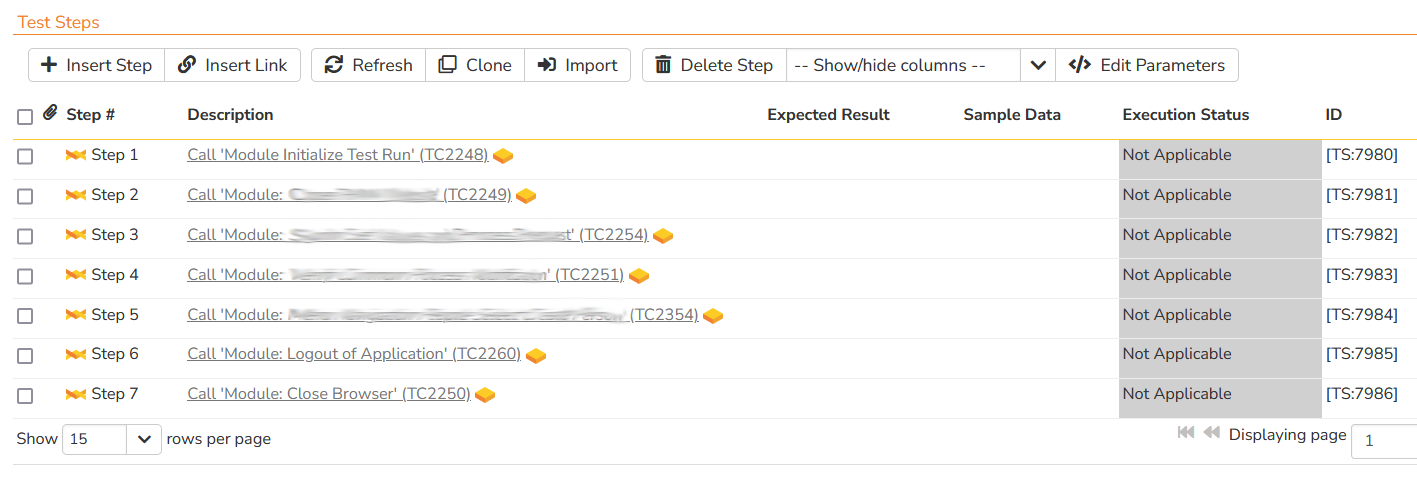 Test Steps
Insert Step Insert Link Refresh Clone Import Delete Step -- Show/hide columns -- Edit Parameters
Step # Description Expected Result Sample Data Execution Status ID
Step 1 Call 'Module Initialize Test Run' (TC2248) Not Applicable [TS:7980]
Step 2 Call 'Module: ' (TC2249) Not Applicable [TS:7981]
Step 3 Call 'Module: ' (TC2254) Not Applicable [TS:7982]
Step 4 Call 'Module: ' (TC2251) Not Applicable [TS:7983]
Step 5 Call 'Module: (TC2354) Not Applicable [TS:7984]
Step 6 Call 'Module: Logout of Application' (TC2260) Not Applicable [TS:7985]
Step 7 Call 'Module: Close Browser' (TC2250) Not Applicable [TS:7986]
Show 15 rows per page Displaying page 1